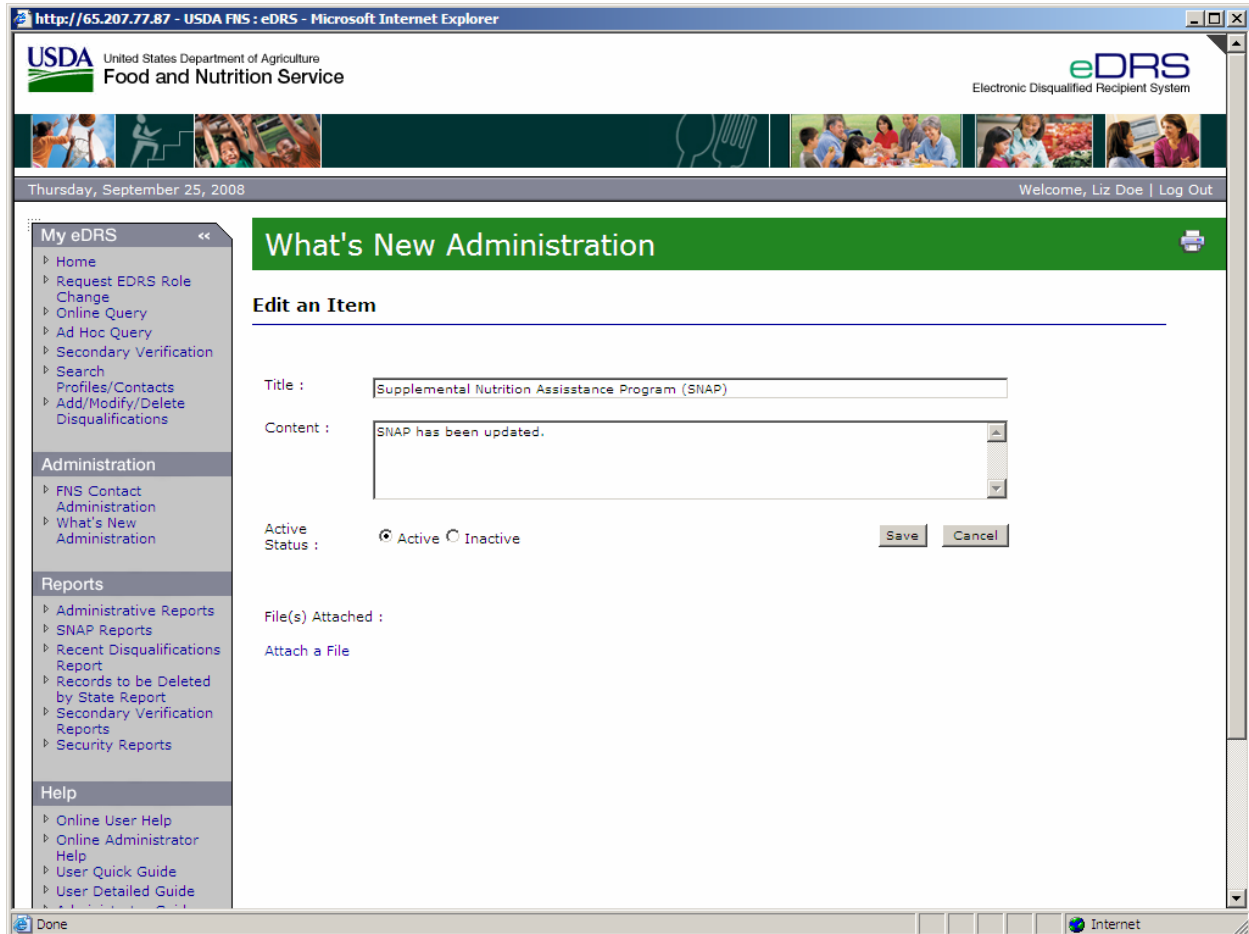 http://65.207.77.87 - USDA FNS : eDRS - Microsoft Internet Explorer
USDA United States Department of Agriculture
Food and Nutrition Service
eDRS
Electronic Disqualified Recipient System
Thursday, September 25, 2008
Welcome, Liz Doe | Log Out
My eDRS <<
Home
Request EDRS Role
Change
Online Query
Ad Hoc Query
Secondary Verification
Search
Profiles/Contacts
Add/Modify/Delete
Disqualifications
Administration
FNS Contact
Administration
What's New
Administration
Reports
Administrative Reports
SNAP Reports
Recent Disqualifications
Report
Records to be Deleted
by State Report
Secondary Verification
Reports
Security Reports
Help
Online User Help
Online Administrator
Help
User Quick Guide
User Detailed Guide
What's New Administration
Edit an Item
Title : Supplemental Nutrition Assisstance Program (SNAP)
Content : SNAP has been updated.
Active
Status : Active Inactive Save Cancel
File(s) Attached :
Attach a File
Done
Internet